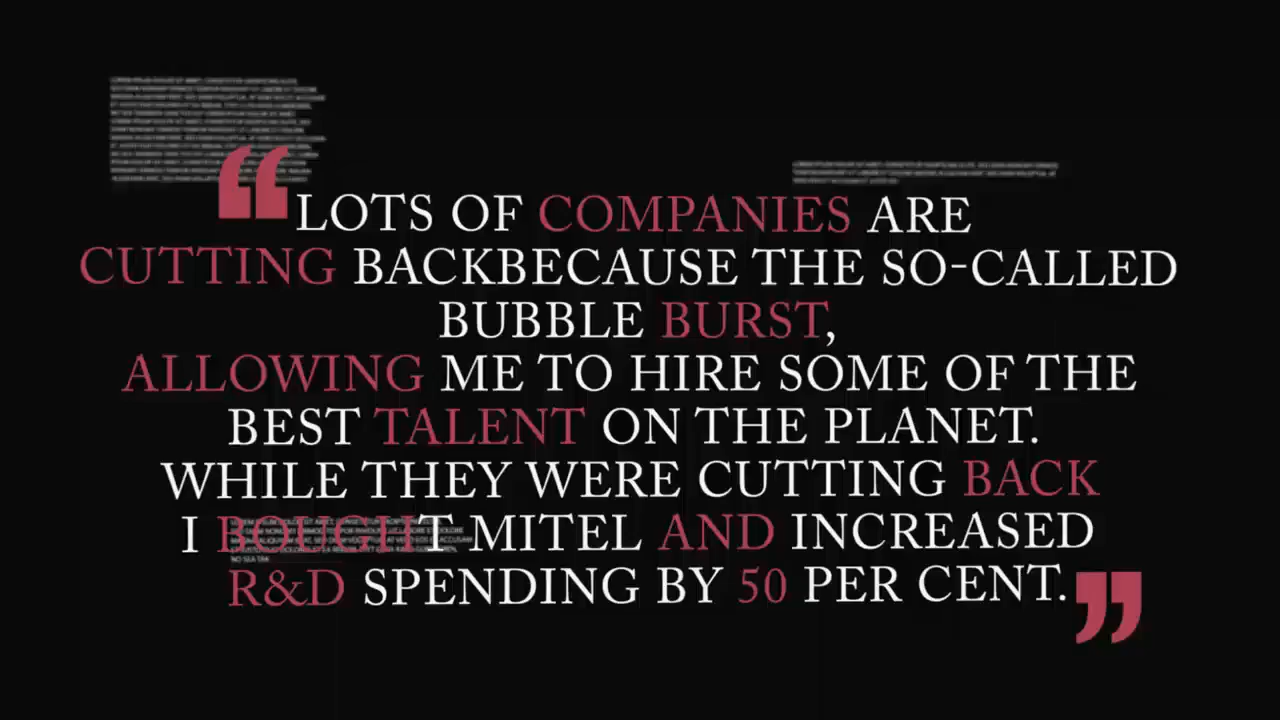 “LOTS OF COMPANIES ARE
CUTTING BACKBECAUSE THE SO-CALLED
BUBBLE BURST,
ALLOWING ME TO HIRE SOME OF THE
BEST TALENT ON THE PLANET.
WHILE THEY WERE CUTTING BACK
I BOUGHT MITEL AND INCREASED
R&D SPENDING BY 50 PER CENT.”